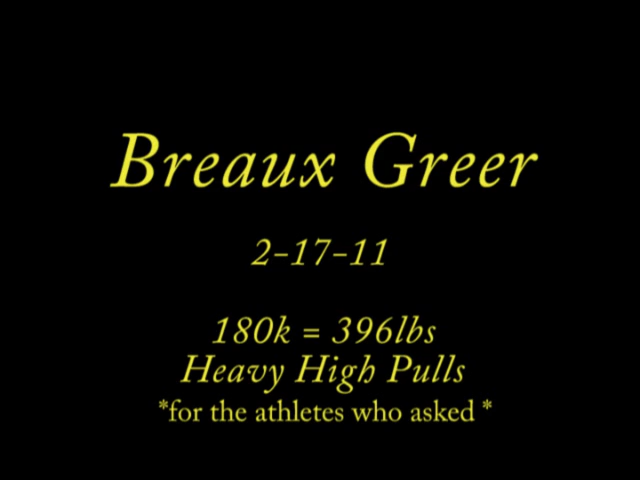 Breaux Greer
2-17-11
180k = 396lbs
Heavy High Pulls
*for the athletes who asked *